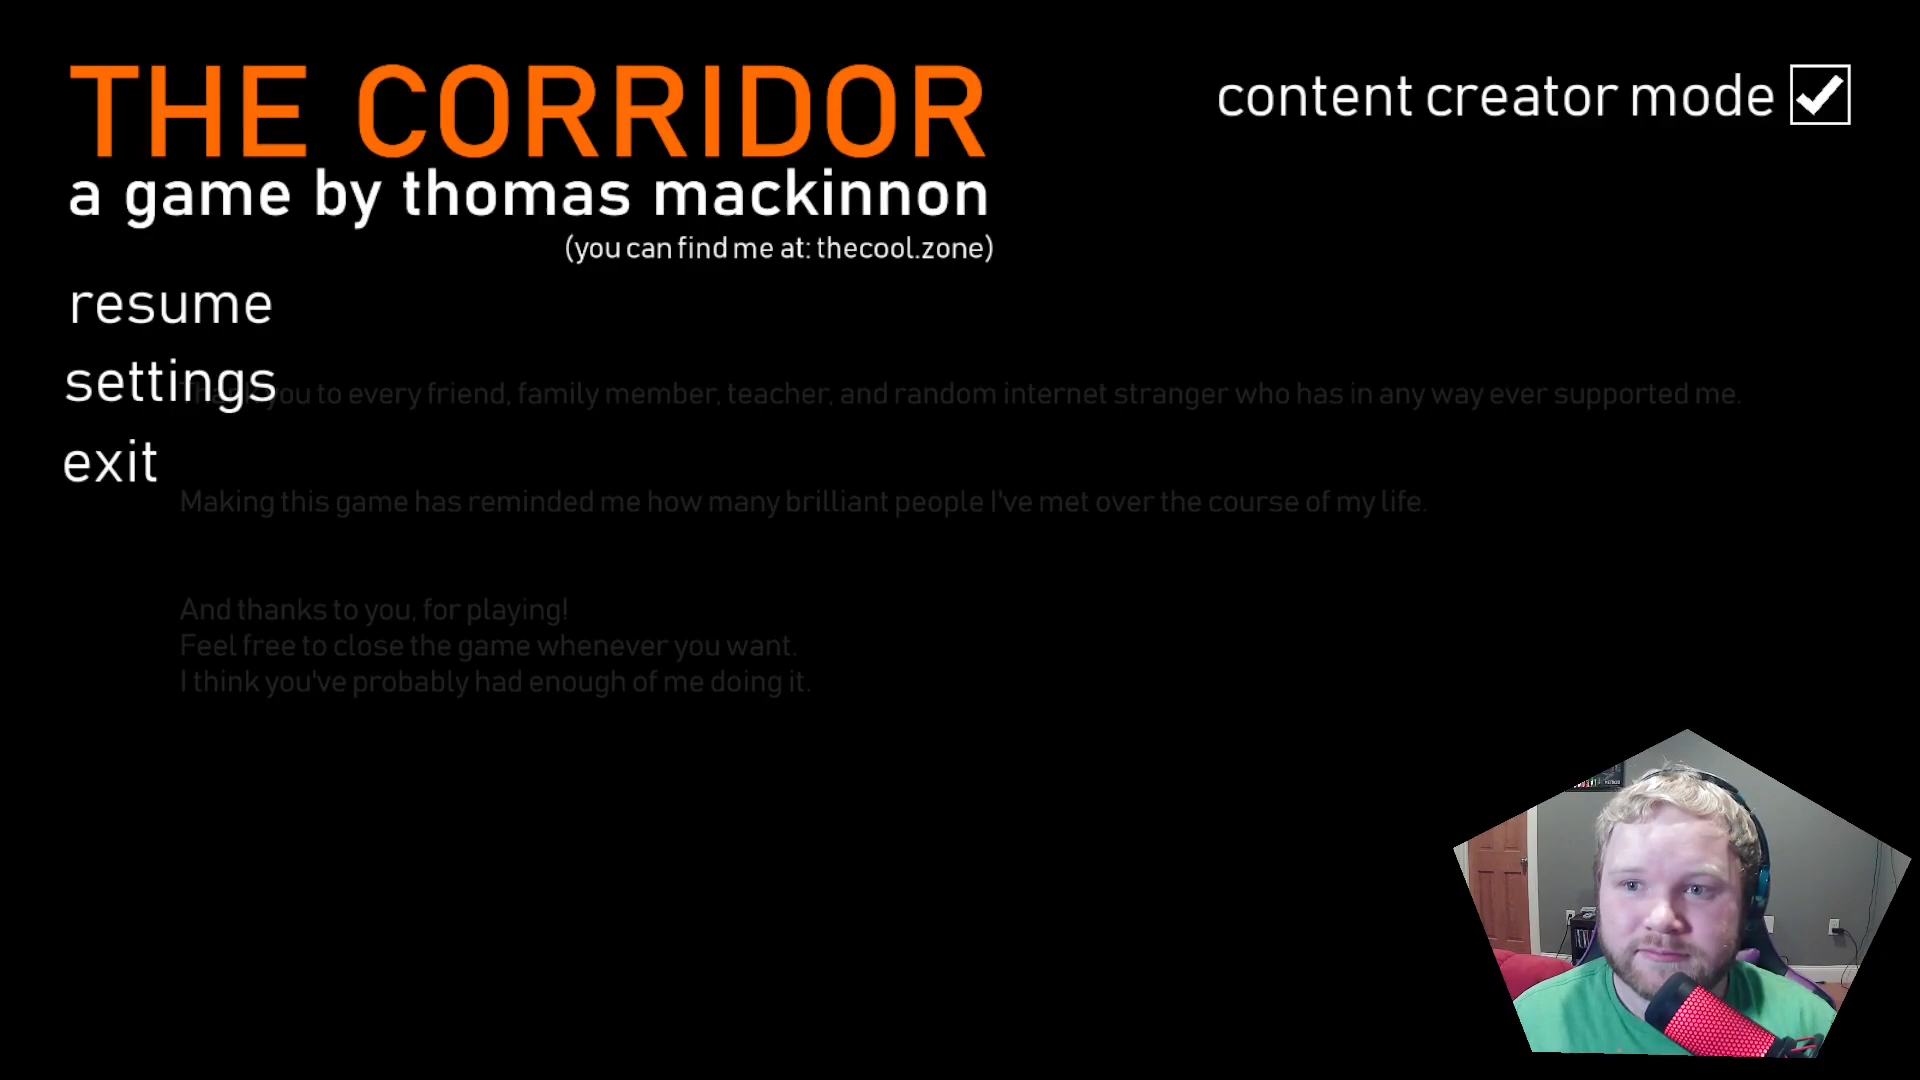 THE CORRIDOR
content creator mode
a game by thomas mackinnon
(you can find me at: thecool.zone)
resume
settings
Thank you to every friend, family member, teacher, and random internet stranger who has in any way ever supported me.
exit
Making this game has reminded me how many brilliant people I've met over the course of my life.
And thanks to you, for playing!
Feel free to close the game whenever you want.
I think you've probably had enough of me doing it.